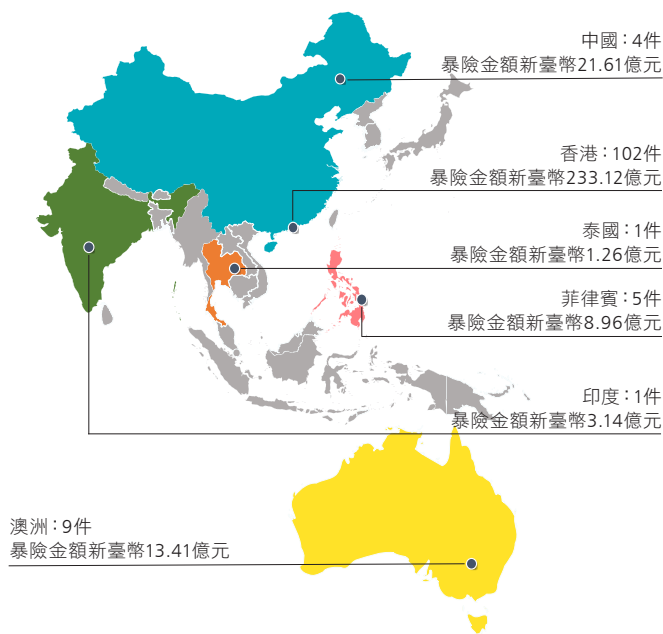 中國：4件
暴險金額新臺幣21.61億元
香港：102件
暴險金額新臺幣233.12億元
泰國：1件
暴險金額新臺幣1.26億元
菲律賓：5件
暴險金額新臺幣8.96億元
印度：1件
暴險金額新臺幣3.14億元
澳洲：9件
暴險金額新臺幣13.41億元